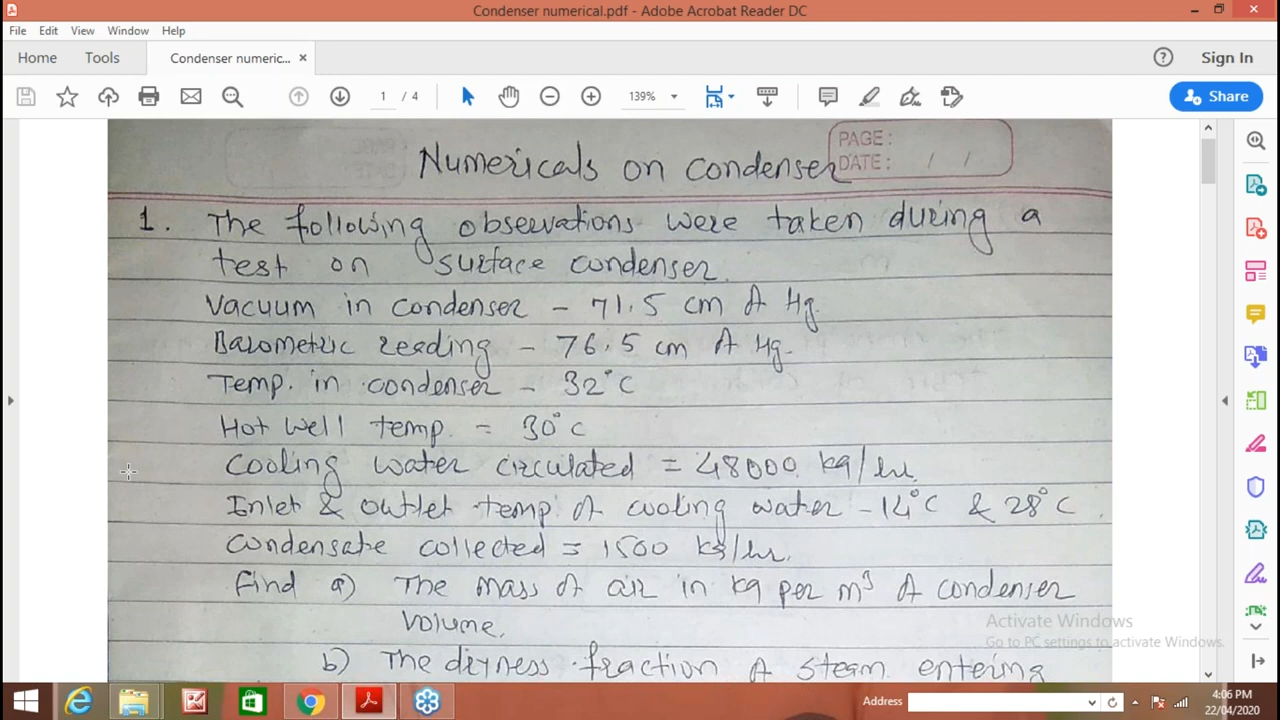 Condenser numerical.pdf - Adobe Acrobat Reader DC
File Edit View Window Help
Home Tools Condenser numeric... × Sign In
1 / 4 139% Share
PAGE:
DATE: / /
Numericals on condenser
1. The following observations were taken during a
test on surface condenser.
Vacuum in condenser - 71.5 cm of Hg.
Barometric reading - 76.5 cm of Hg.
Temp. in condenser - 32°C
Hot well temp. = 30°C
Cooling water circulated = 48000 kg/hr.
Inlet & outlet temp. of cooling water - 14°C & 28°C.
Condensate collected = 1500 kg/hr.
Find a) The mass of air in kg per m³ of condenser
volume.
b) The dryness fraction of steam entering
Activate Windows
Go to PC settings to activate Windows.
Address
4:06 PM
22/04/2020